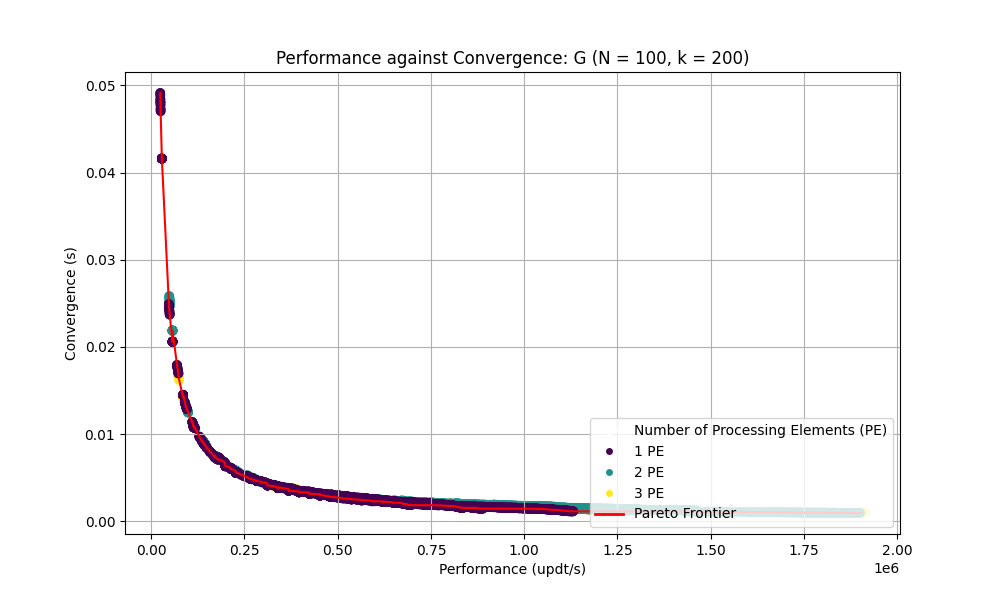 Performance against Convergence: G (N = 100, k = 200)
0.05
0.04
0.03
0.02
0.01
0.00
Convergence (s)
Number of Processing Elements (PE)
1 PE
2 PE
3 PE
Pareto Frontier
0.00 0.25 0.50 0.75 1.00 1.25 1.50 1.75 2.00
1e6
Performance (updt/s)